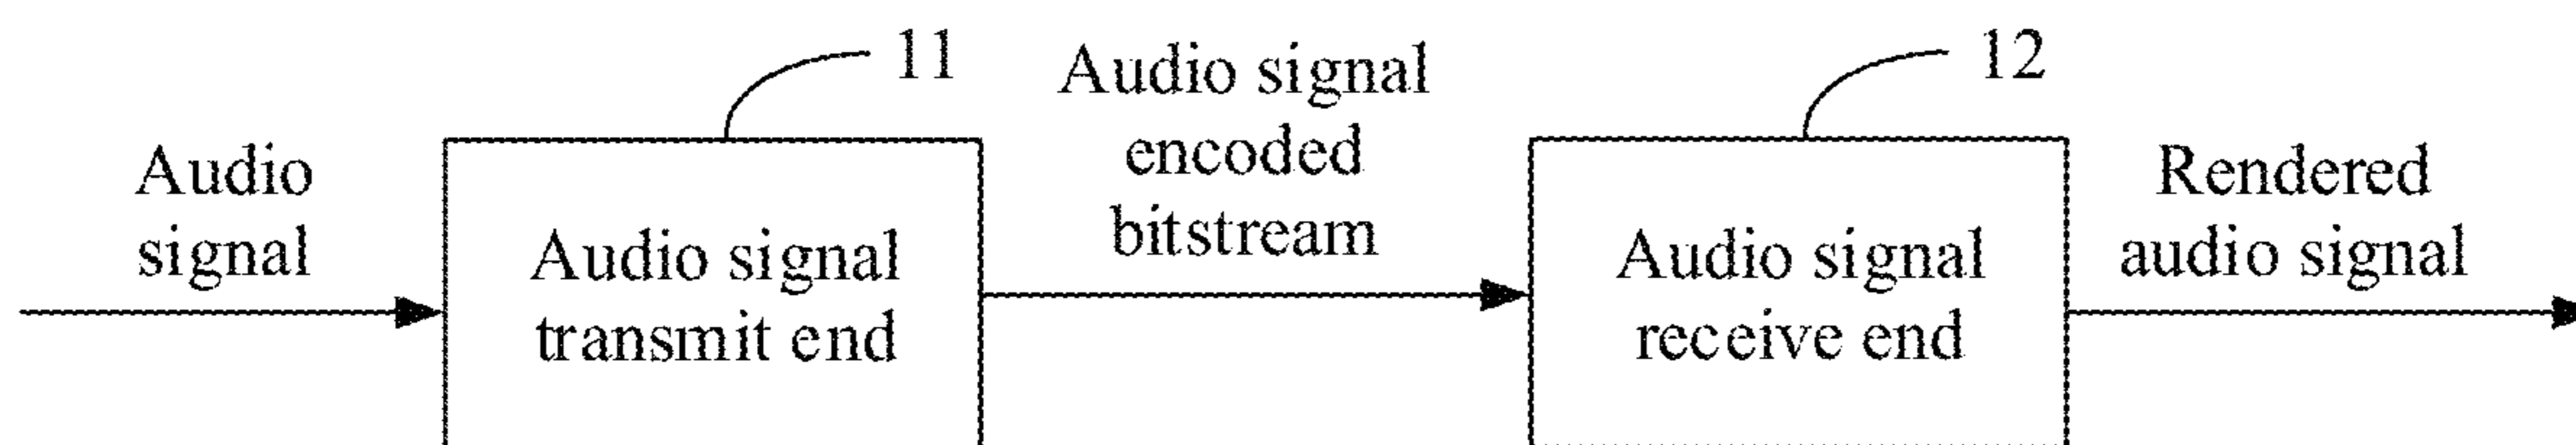 Audio
signal
11
Audio signal
transmit end
Audio signal
encoded
bitstream
12
Audio signal
receive end
Rendered
audio signal